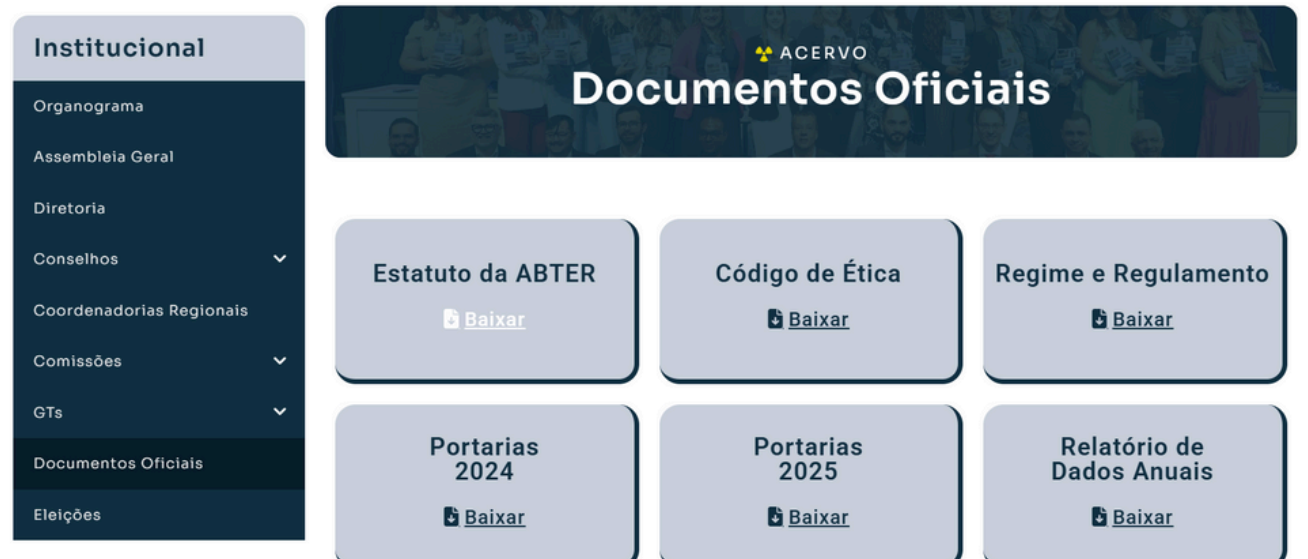 Institucional
Organograma
Assembleia Geral
Diretoria
Conselhos
Coordenadorias Regionais
Comissões
GTs
Documentos Oficiais
Eleições
ACERVO
Documentos Oficiais
Estatuto da ABTER
Baixar
Código de Ética
Baixar
Regime e Regulamento
Baixar
Portarias
2024
Baixar
Portarias
2025
Baixar
Relatório de
Dados Anuais
Baixar